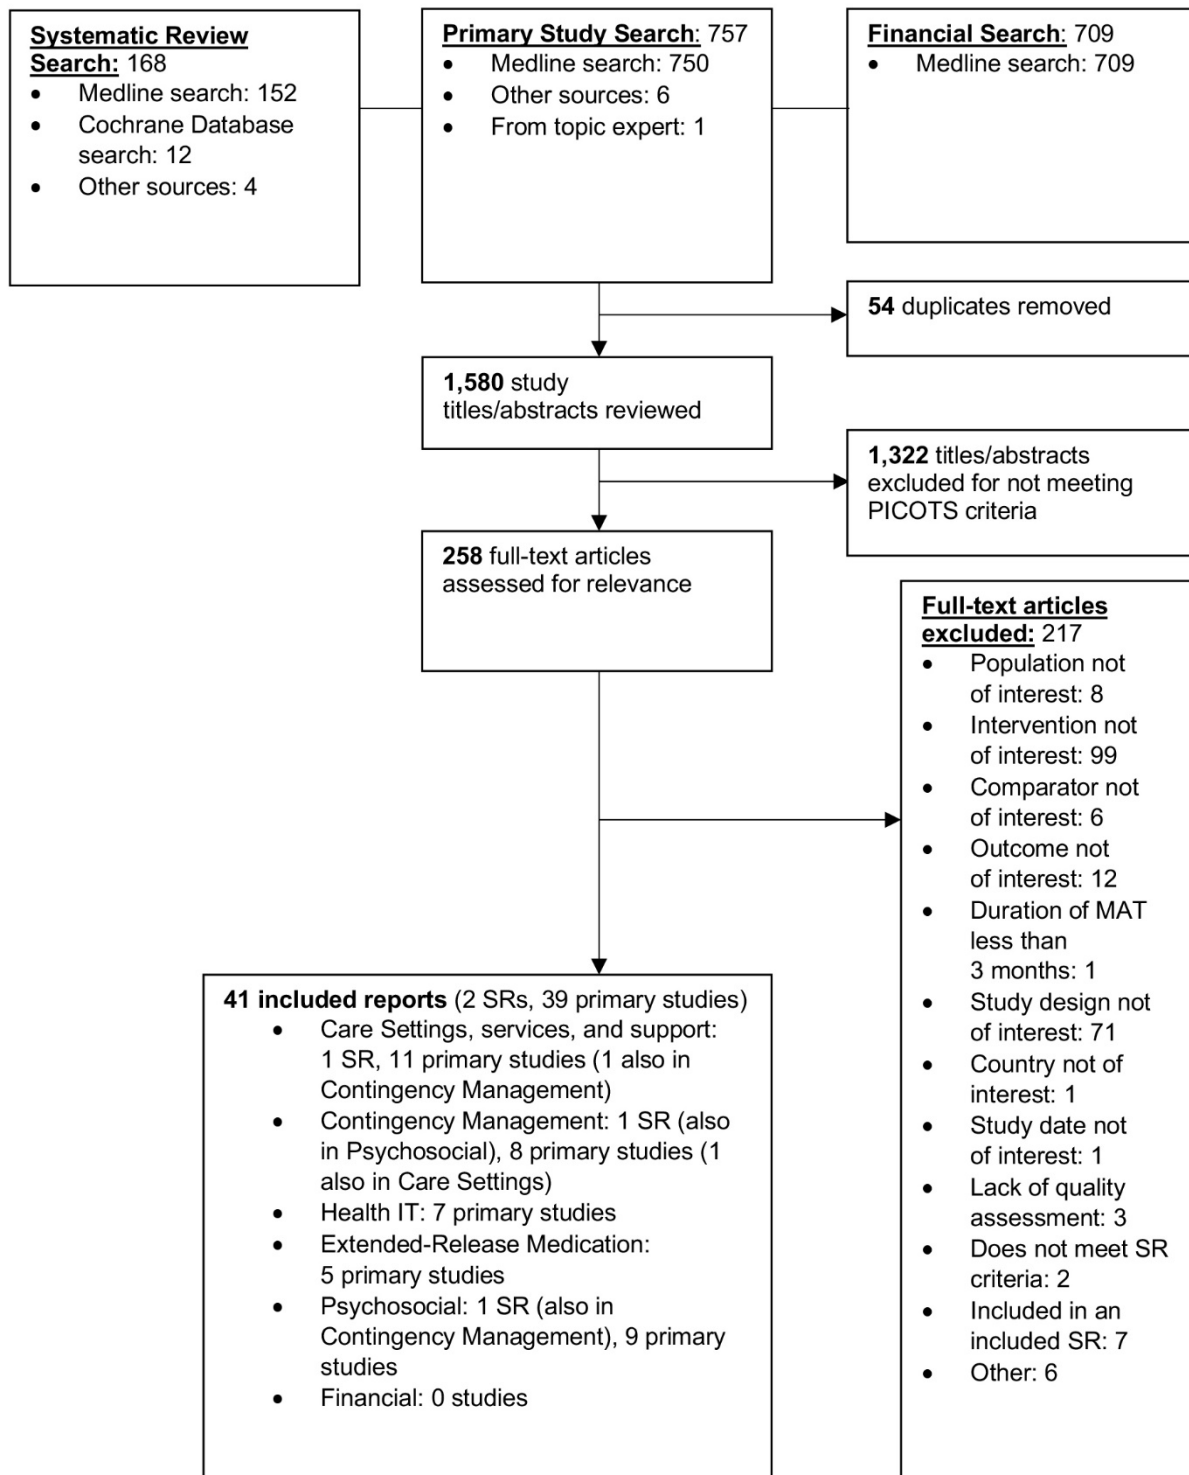 Systematic Review
Search: 168
• Medline search: 152
• Cochrane Database
search: 12
• Other sources: 4
Primary Study Search: 757
• Medline search: 750
• Other sources: 6
• From topic expert: 1
Financial Search: 709
• Medline search: 709
54 duplicates removed
1,580 study
titles/abstracts reviewed
1,322 titles/abstracts
excluded for not meeting
PICOTS criteria
258 full-text articles
assessed for relevance
Full-text articles
excluded: 217
• Population not
of interest: 8
• Intervention not
of interest: 99
• Comparator not
of interest: 6
• Outcome not
of interest: 12
• Duration of MAT
less than
3 months: 1
• Study design not
of interest: 71
• Country not of
interest: 1
• Study date not
of interest: 1
• Lack of quality
assessment: 3
• Does not meet SR
criteria: 2
• Included in an
included SR: 7
• Other: 6
41 included reports (2 SRs, 39 primary studies)
• Care Settings, services, and support:
1 SR, 11 primary studies (1 also in
Contingency Management)
• Contingency Management: 1 SR (also
in Psychosocial), 8 primary studies (1
also in Care Settings)
• Health IT: 7 primary studies
• Extended-Release Medication:
5 primary studies
• Psychosocial: 1 SR (also in
Contingency Management), 9 primary
studies
• Financial: 0 studies